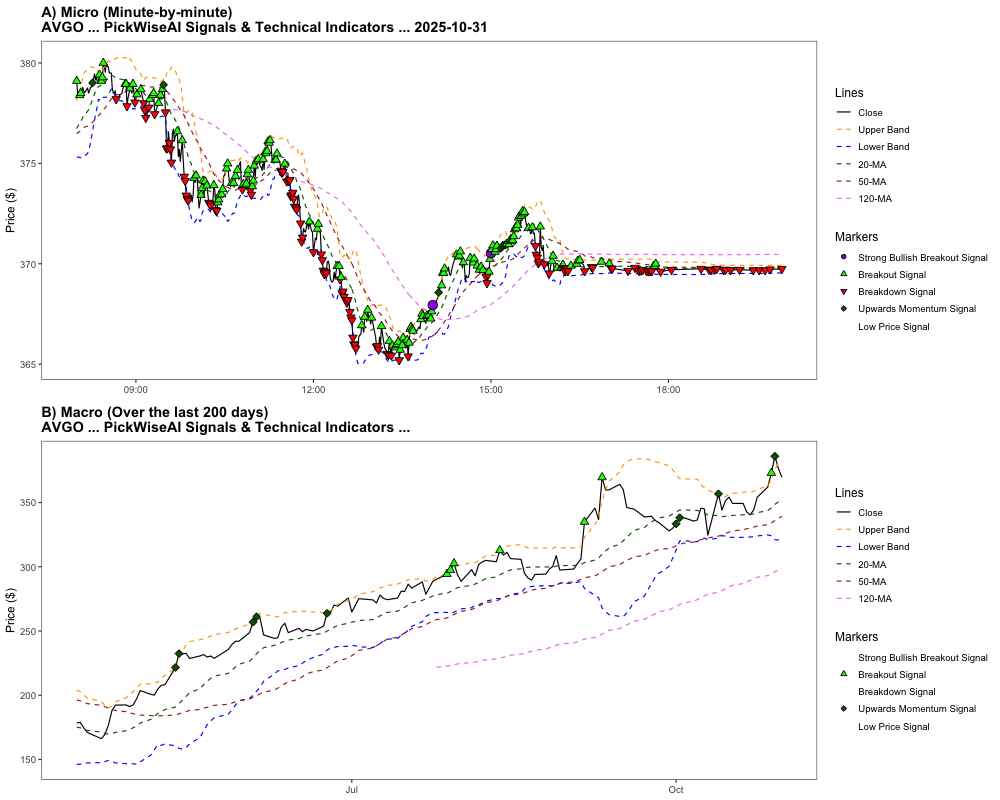 A) Micro (Minute-by-minute)
AVGO ... PickWiseAI Signals & Technical Indicators ... 2025-10-31
Price ($)
380
375
370
365
09:00
12:00
15:00
18:00
Lines
Close
Upper Band
Lower Band
20-MA
50-MA
120-MA
Markers
Strong Bullish Breakout Signal
Breakout Signal
Breakdown Signal
Upwards Momentum Signal
Low Price Signal
B) Macro (Over the last 200 days)
AVGO ... PickWiseAI Signals & Technical Indicators ...
Price ($)
350
300
250
200
150
Jul
Oct
Lines
Close
Upper Band
Lower Band
20-MA
50-MA
120-MA
Markers
Strong Bullish Breakout Signal
Breakout Signal
Breakdown Signal
Upwards Momentum Signal
Low Price Signal